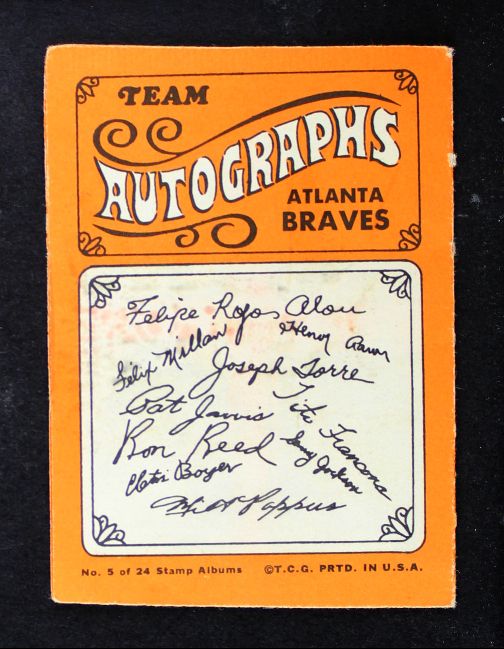 TEAM
AUTOGRAPHS
ATLANTA
BRAVES
Felipe Rojas Alou
Felix Millan
Henry Aaron
Joseph Torre
Pat Jarvis
Tito Francona
Ron Reed
Sonny Jackson
Clete Boyer
Milt Pappas
No. 5 of 24 Stamp Albums ©T.C.G. PRTD. IN U.S.A.